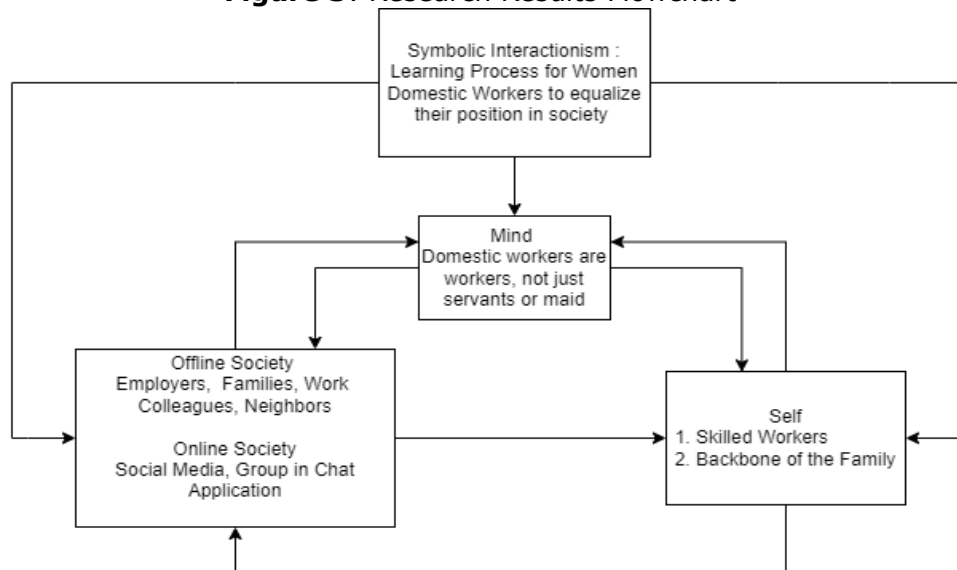 Figure 3. Research Results Flowchart
Symbolic Interactionism :
Learning Process for Women
Domestic Workers to equalize
their position in society
Mind
Domestic workers are
workers, not just
servants or maid
Offline Society
Employers, Families, Work
Colleagues, Neighbors
Online Society
Social Media, Group in Chat
Application
Self
1. Skilled Workers
2. Backbone of the Family